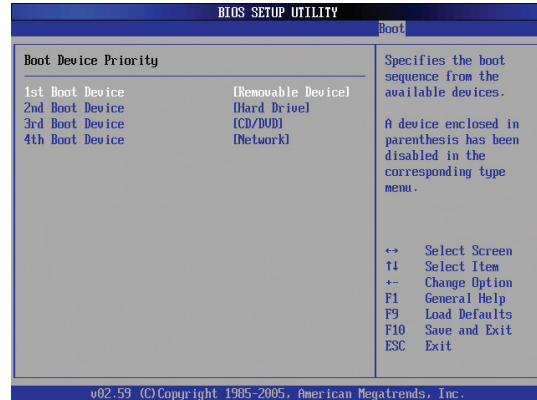 BIOS SETUP UTILITY
Boot
Boot Device Priority
1st Boot Device [Removable Device]
2nd Boot Device [Hard Drive]
3rd Boot Device [CD/DVD]
4th Boot Device [Network]
Specifies the boot
sequence from the
available devices.
A device enclosed in
parenthesis has been
disabled in the
corresponding type
menu.
↔ Select Screen
↑↓ Select Item
+- Change Option
F1 General Help
F9 Load Defaults
F10 Save and Exit
ESC Exit
v02.59 (C)Copyright 1985-2005, American Megatrends, Inc.